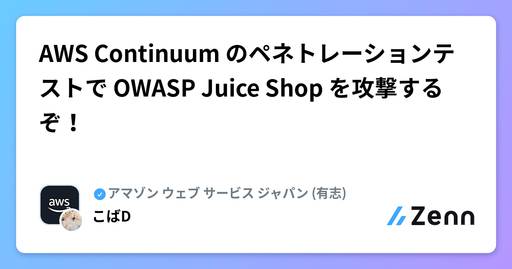 AWS Continuum のペネトレーションテ
ストで OWASP Juice Shop を攻撃する
ぞ！
アマゾン ウェブ サービス ジャパン (有志)
aws
こばD
Zenn